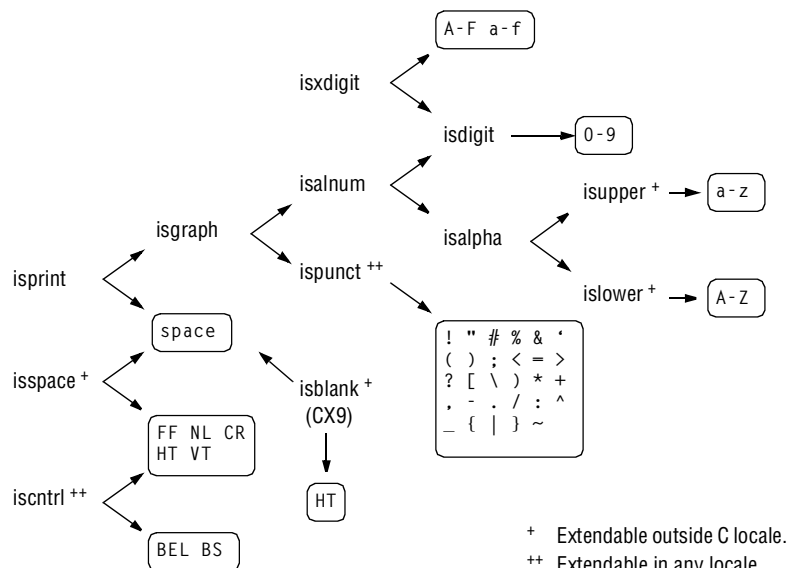 A-F a-f
isxdigit
isdigit
0-9
isalnum
isupper +
a-z
isgraph
isalpha
isprint
ispunct ++
islower +
A-Z
space
! " # % & ‘
( ) ; < = >
? [ \ ) * +
, - . / : ^
_ { | } ~
isspace +
isblank +
(CX9)
FF NL CR
HT VT
iscntrl ++
HT
BEL BS
+ Extendable outside C locale.
++ Extendable in any locale